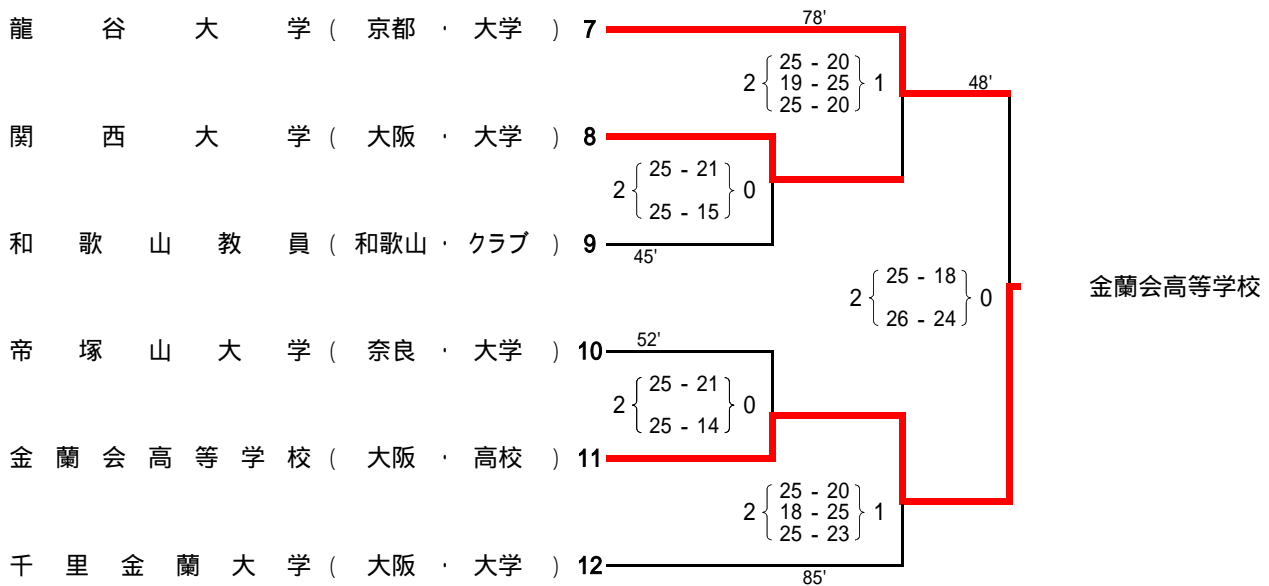 78'
龍谷大学 ( 京都 ・ 大学 ) 7
25 - 20
2 19 - 25 1
25 - 20
48'
関西大学 ( 大阪 ・ 大学 ) 8
25 - 21
2 0
25 - 15
和歌山教員 ( 和歌山 ・ クラブ ) 9
45'
25 - 18
2 0
26 - 24
金蘭会高等学校
52'
帝塚山大学 ( 奈良 ・ 大学 ) 10
25 - 21
2 0
25 - 14
金蘭会高等学校 ( 大阪 ・ 高校 ) 11
25 - 20
2 18 - 25 1
25 - 23
千里金蘭大学 ( 大阪 ・ 大学 ) 12
85'